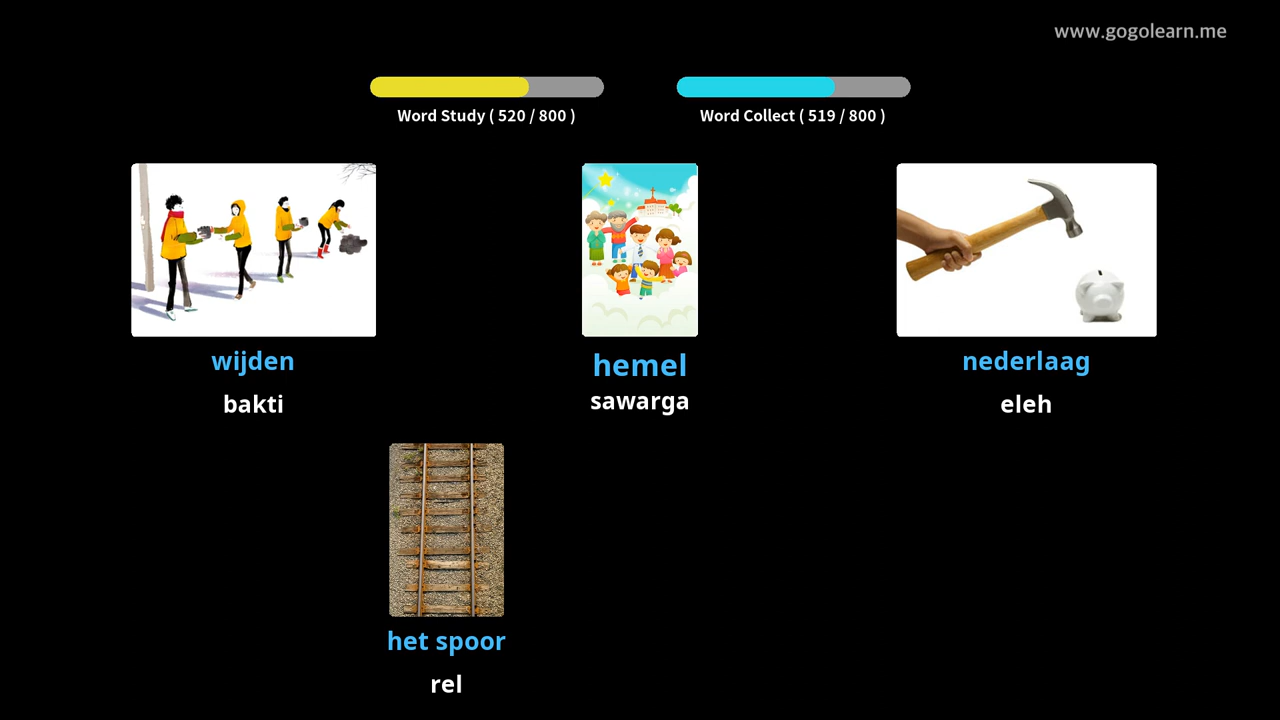 www.gogolearn.me
Word Study ( 520 / 800 )
Word Collect ( 519 / 800 )
wijden
hemel
nederlaag
bakti
sawarga
eleh
het spoor
rel